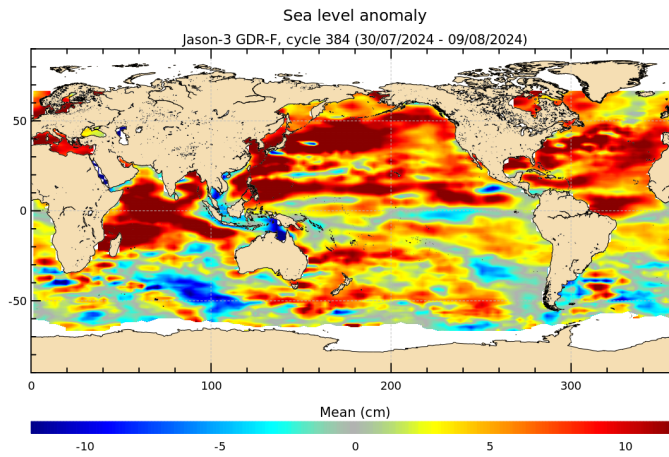 Sea level anomaly
Jason-3 GDR-F, cycle 384 (30/07/2024 - 09/08/2024)
50
0
-50
0 100 200 300
Mean (cm)
-10 -5 0 5 10